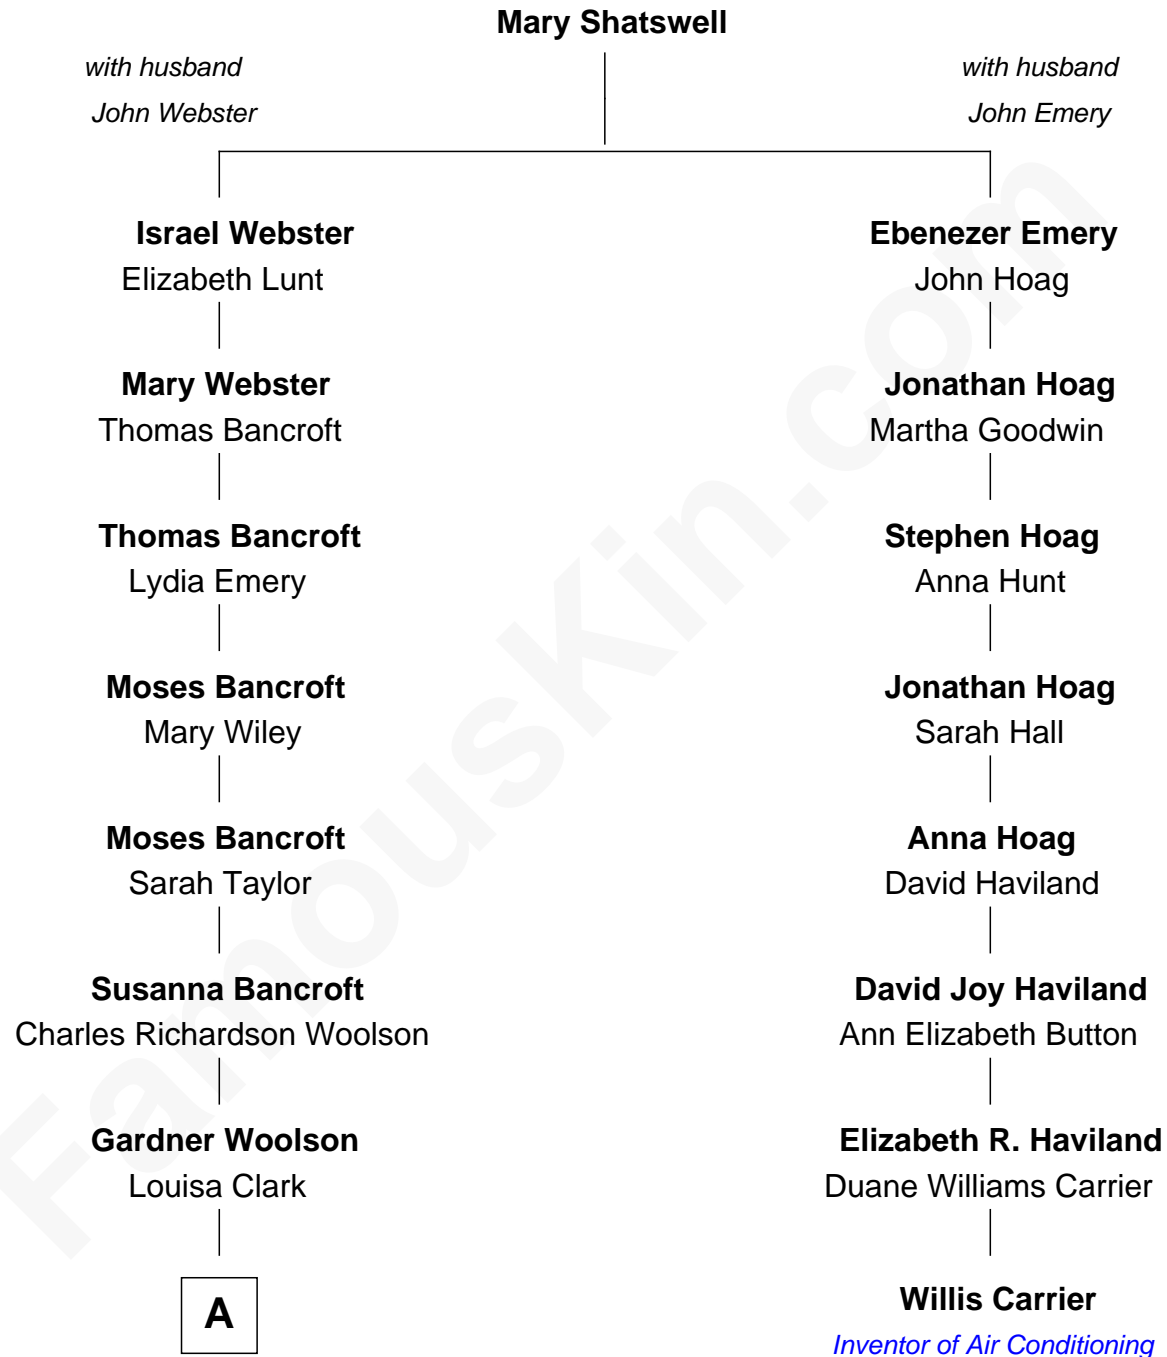 Mary Shatswell
with husband
John Webster
with husband
John Emery
Israel Webster
Elizabeth Lunt
Mary Webster
Thomas Bancroft
Thomas Bancroft
Lydia Emery
Moses Bancroft
Mary Wiley
Moses Bancroft
Sarah Taylor
Susanna Bancroft
Charles Richardson Woolson
Gardner Woolson
Louisa Clark
A
Ebenezer Emery
John Hoag
Jonathan Hoag
Martha Goodwin
Stephen Hoag
Anna Hunt
Jonathan Hoag
Sarah Hall
Anna Hoag
David Haviland
David Joy Haviland
Ann Elizabeth Button
Elizabeth R. Haviland
Duane Williams Carrier
Willis Carrier
Inventor of Air Conditioning
FamousKin.com